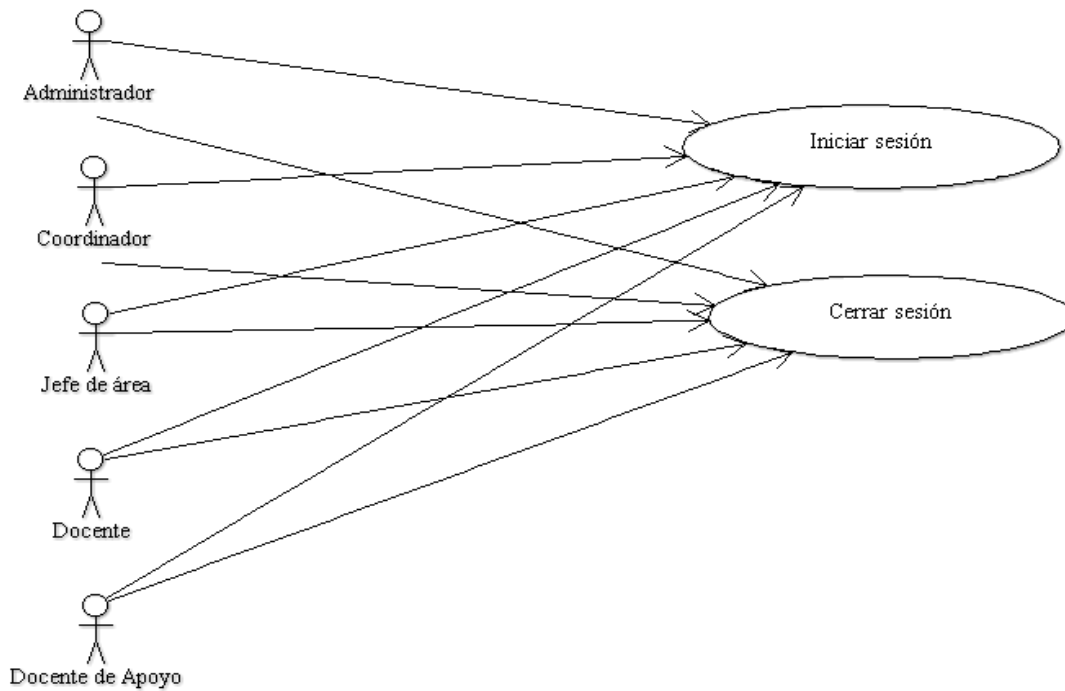 Administrador
Iniciar sesión
Coordinador
Cerrar sesión
Jefe de área
Docente
Docente de Apoyo